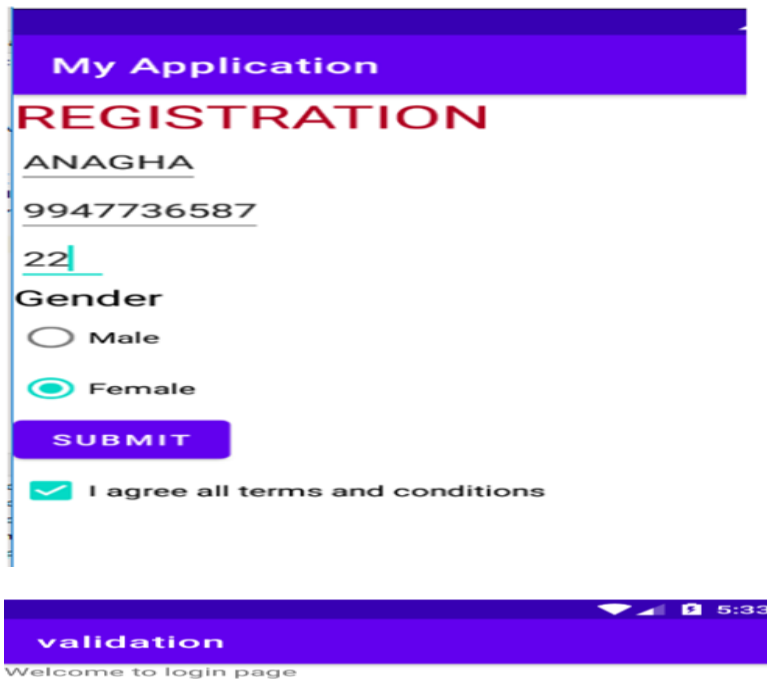 My Application
REGISTRATION
ANAGHA
9947736587
22
Gender
Male
Female
SUBMIT
I agree all terms and conditions
5:33
validation
Welcome to login page